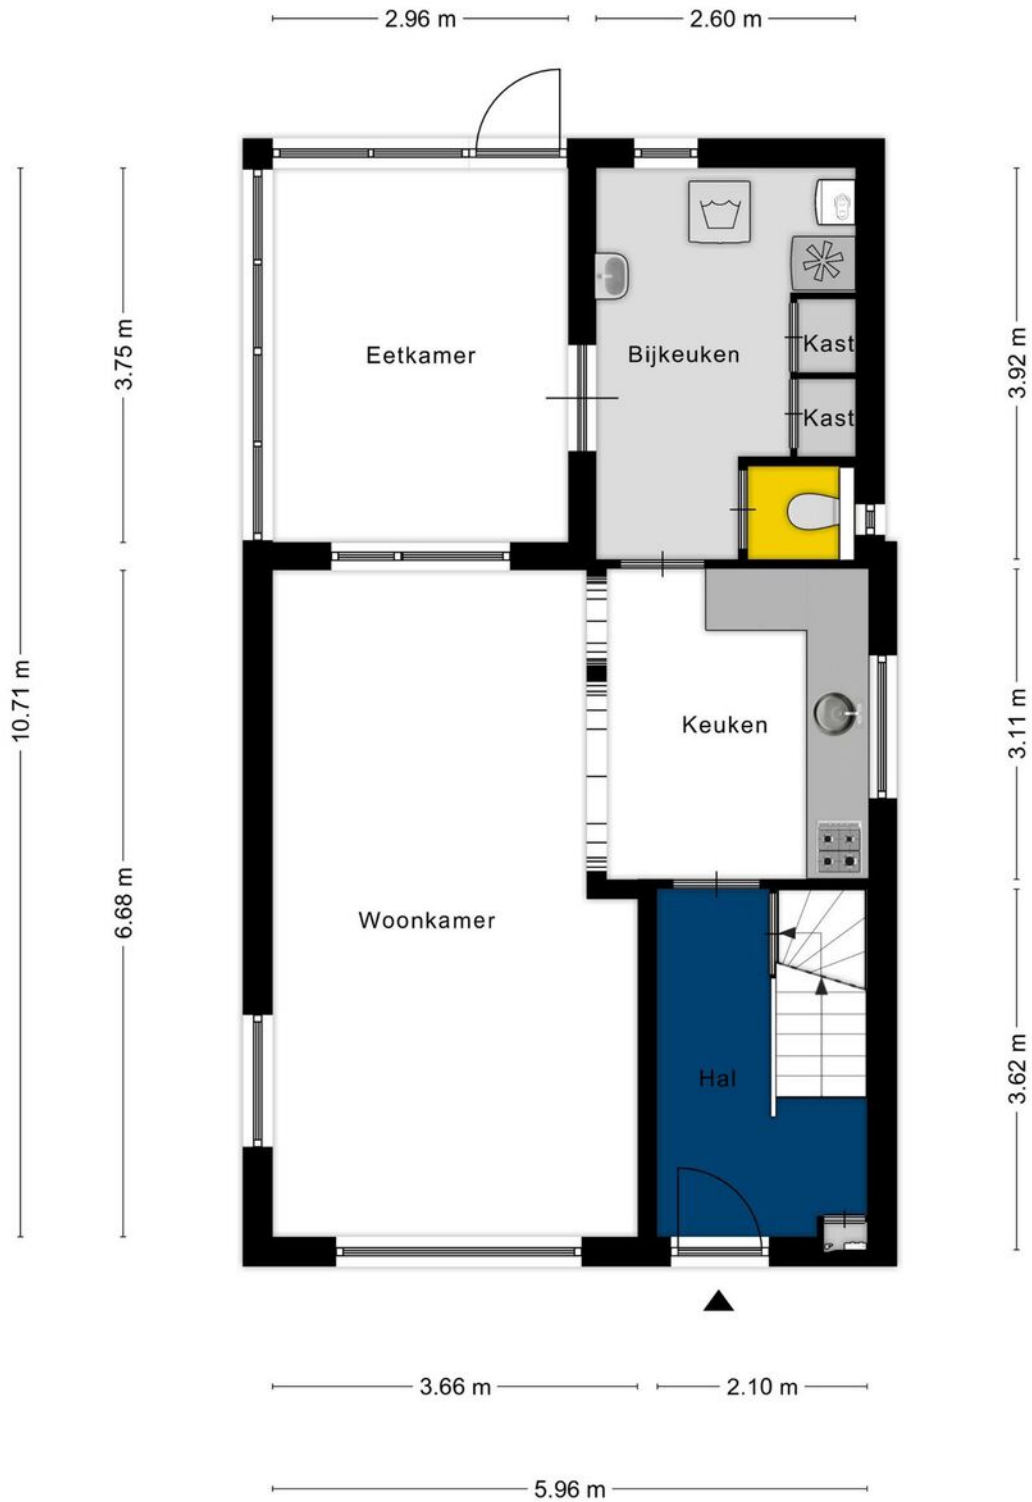 2.96 m
2.60 m
3.75 m
3.92 m
Eetkamer
Bijkeuken
Kast
Kast
10.71 m
3.11 m
Keuken
6.68 m
Woonkamer
3.62 m
Hal
3.66 m
2.10 m
5.96 m